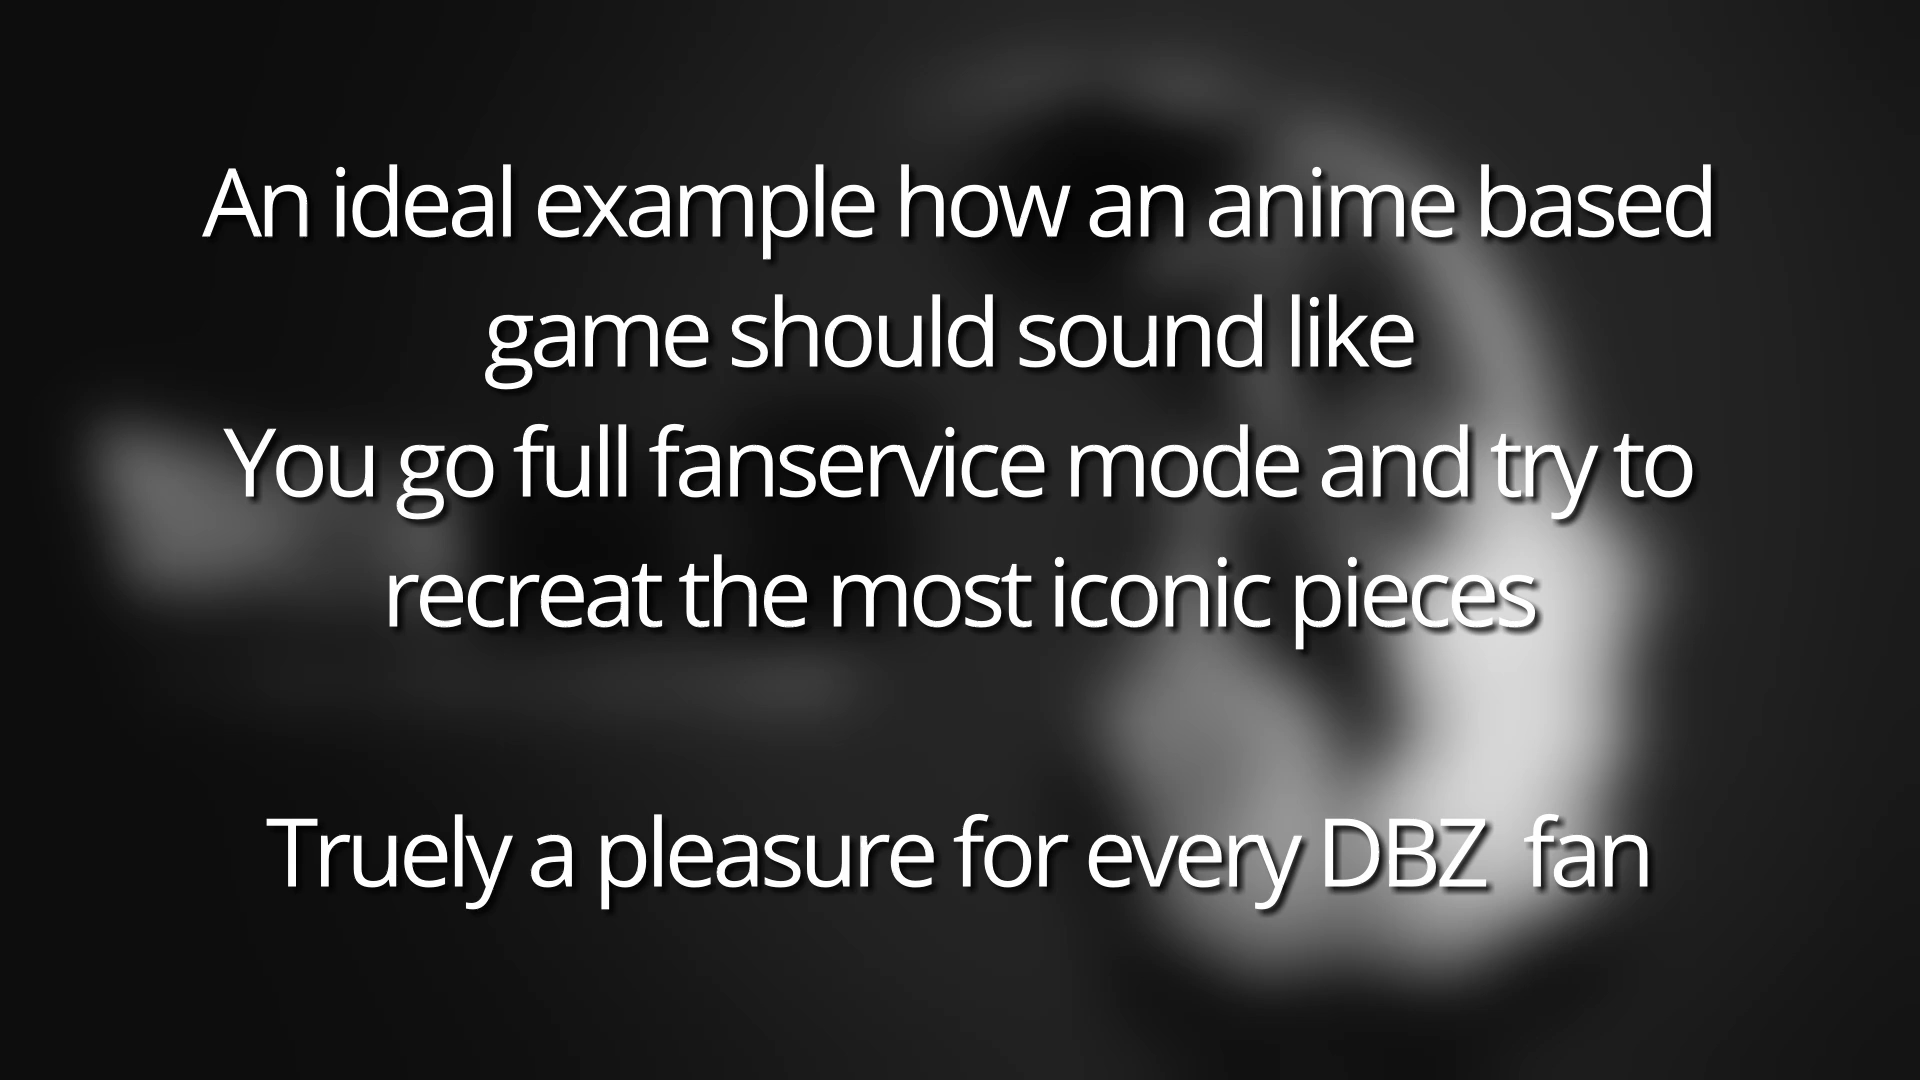 An ideal example how an anime based
game should sound like
You go full fanservice mode and try to
recreat the most iconic pieces
Truely a pleasure for every DBZ  fan